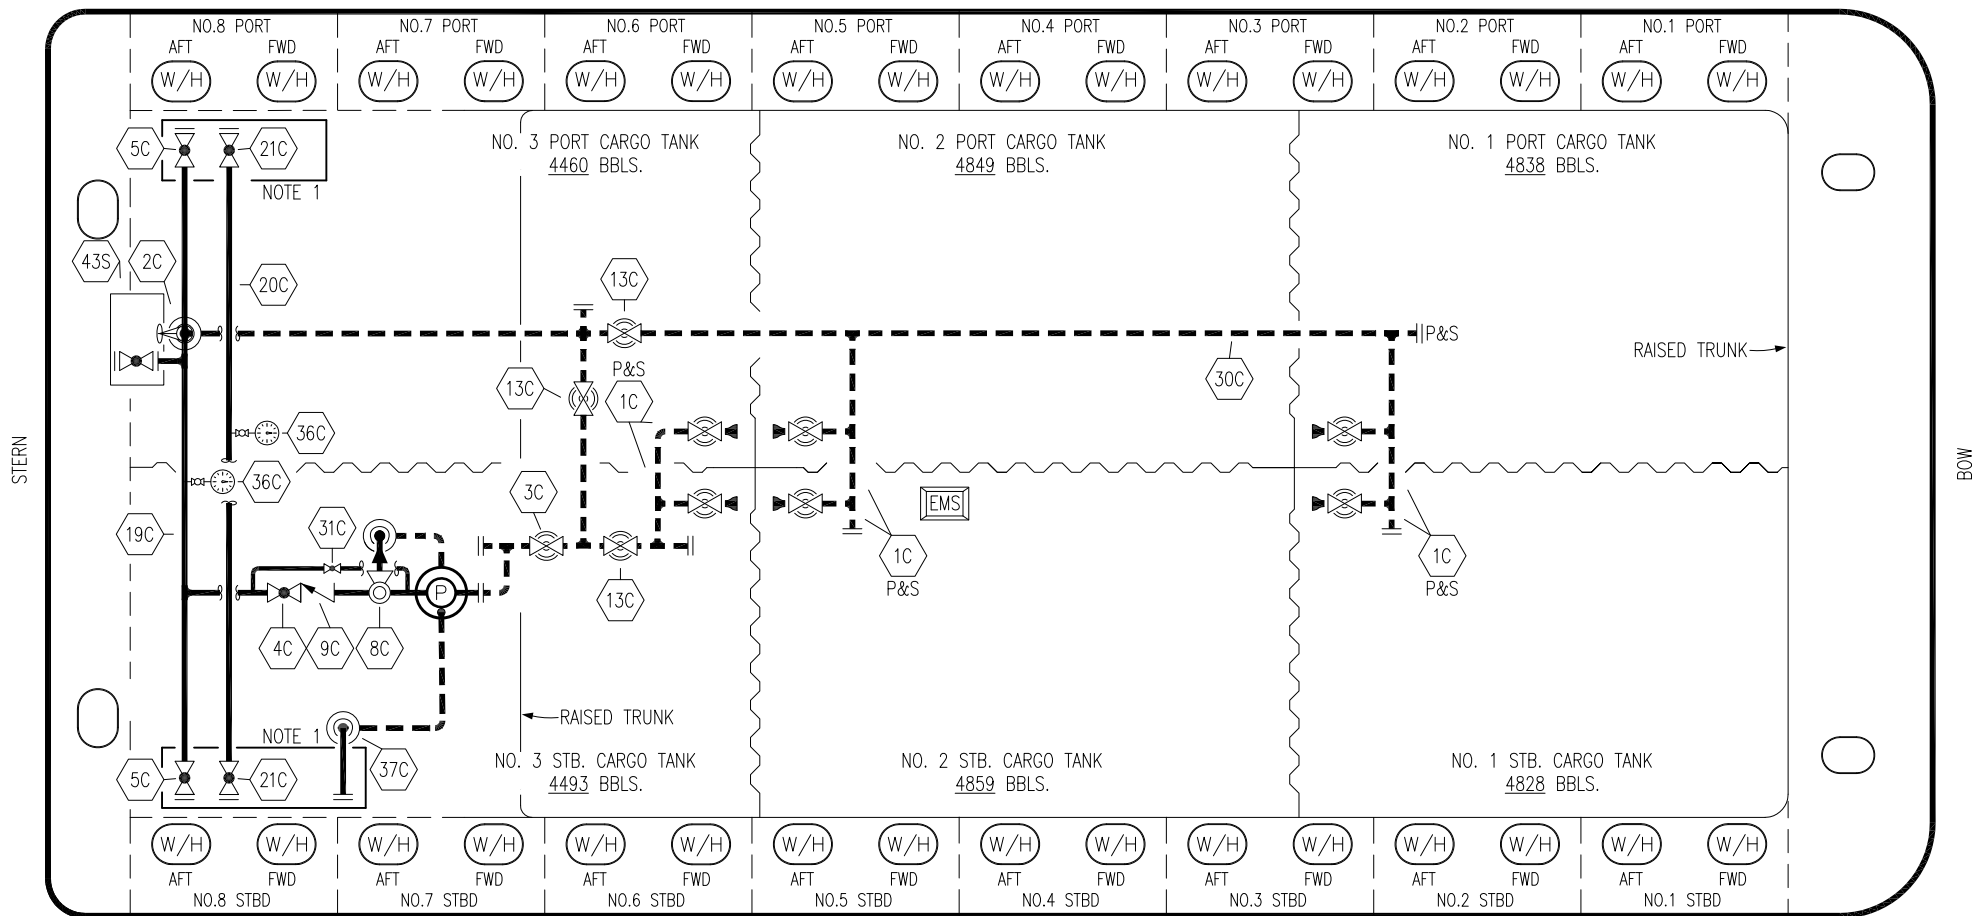 NO.8 PORT NO.7 PORT NO.6 PORT NO.5 PORT NO.4 PORT NO.3 PORT NO.2 PORT NO.1 PORT
AFT FWD AFT FWD AFT FWD AFT FWD AFT FWD AFT FWD AFT FWD AFT FWD
W/H W/H W/H W/H W/H W/H W/H W/H W/H W/H W/H W/H W/H W/H W/H W/H
5C 21C
NOTE 1
NO. 3 PORT CARGO TANK
4460 BBLS.
NO. 2 PORT CARGO TANK
4849 BBLS.
NO. 1 PORT CARGO TANK
4838 BBLS.
43S 2C
20C
13C
P&S
RAISED TRUNK
30C
13C
P&S
1C
36C
STERN
BOW
36C
3C
EMS
19C
31C
1C
P&S
1C
P&S
P
13C
4C 9C 8C
RAISED TRUNK
NOTE 1
37C
5C 21C
NO. 3 STB. CARGO TANK
4493 BBLS.
NO. 2 STB. CARGO TANK
4859 BBLS.
NO. 1 STB. CARGO TANK
4828 BBLS.
W/H W/H W/H W/H W/H W/H W/H W/H W/H W/H W/H W/H W/H W/H W/H W/H
AFT FWD AFT FWD AFT FWD AFT FWD AFT FWD AFT FWD AFT FWD AFT FWD
NO.8 STBD NO.7 STBD NO.6 STBD NO.5 STBD NO.4 STBD NO.3 STBD NO.2 STBD NO.1 STBD